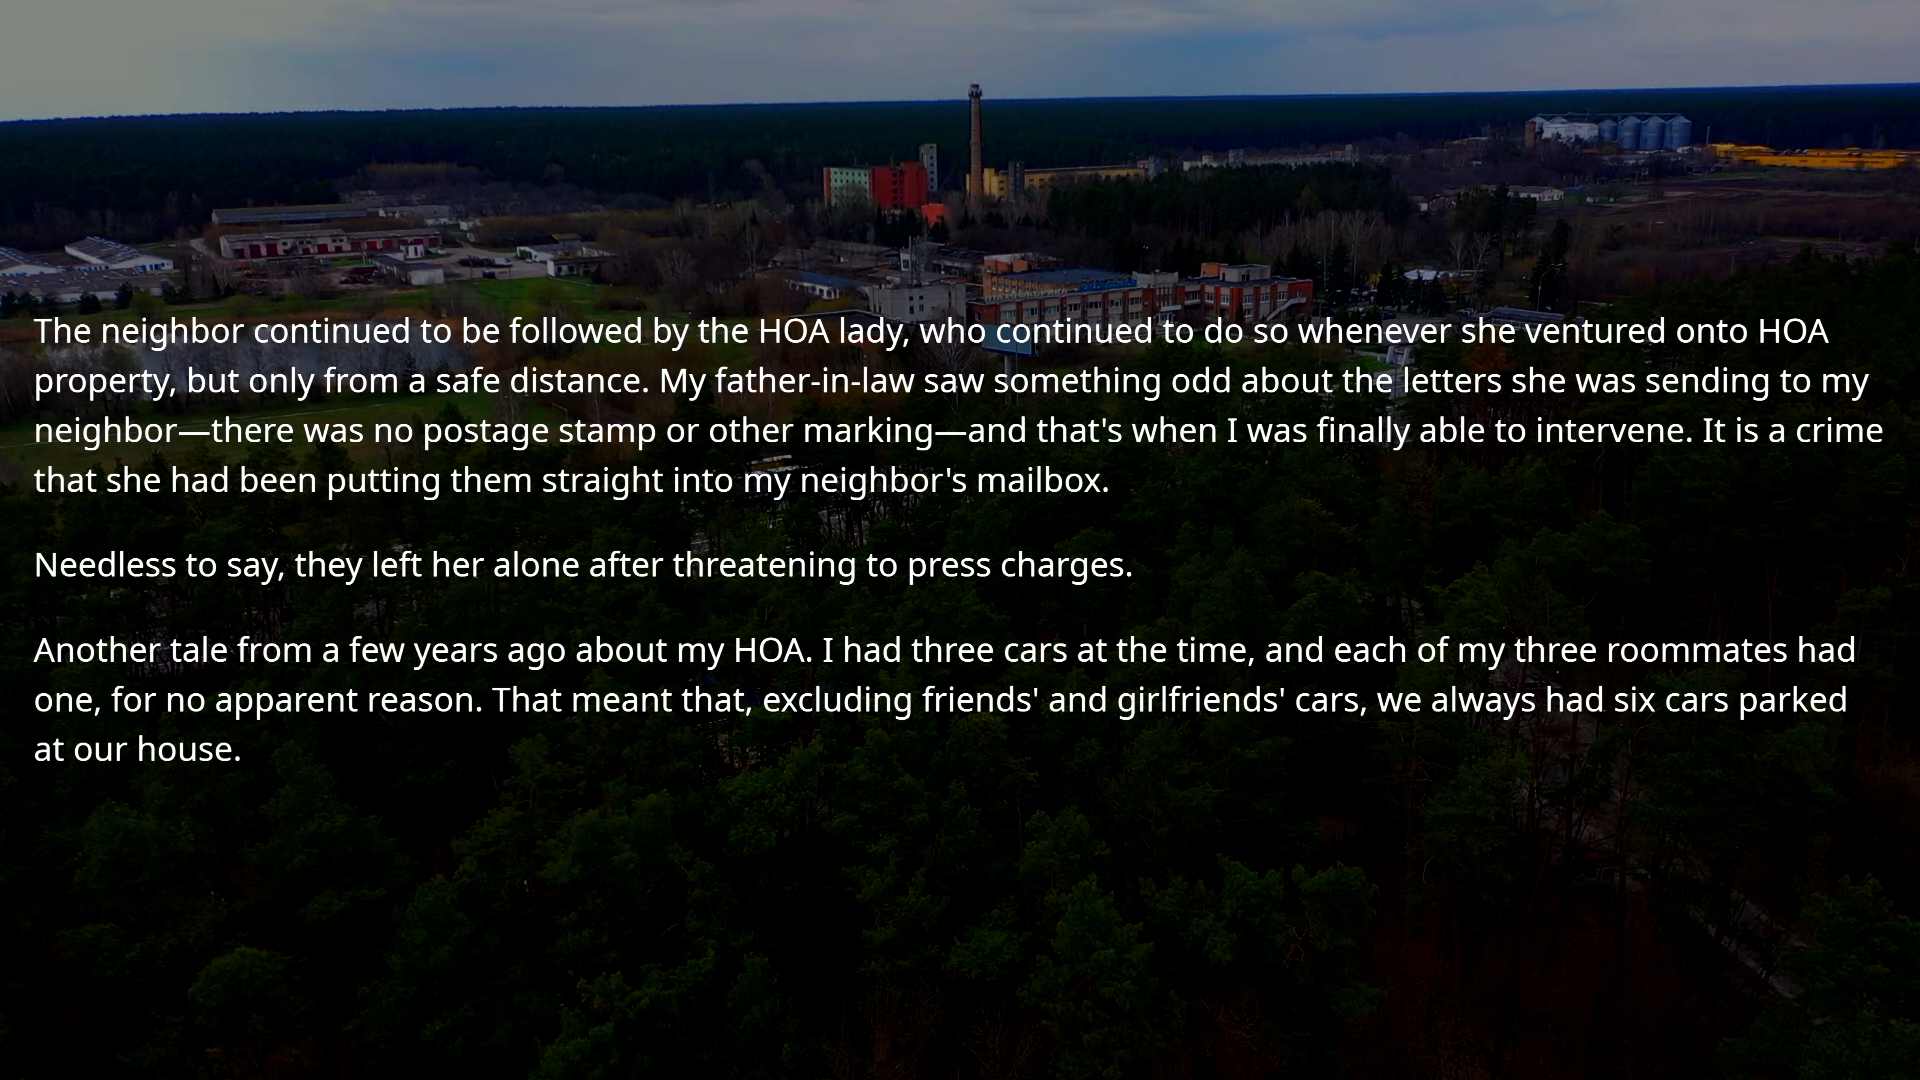 The neighbor continued to be followed by the HOA lady, who continued to do so whenever she ventured onto HOA
property, but only from a safe distance. My father-in-law saw something odd about the letters she was sending to my
neighbor—there was no postage stamp or other marking—and that's when I was finally able to intervene. It is a crime
that she had been putting them straight into my neighbor's mailbox.
Needless to say, they left her alone after threatening to press charges.
Another tale from a few years ago about my HOA. I had three cars at the time, and each of my three roommates had
one, for no apparent reason. That meant that, excluding friends' and girlfriends' cars, we always had six cars parked
at our house.